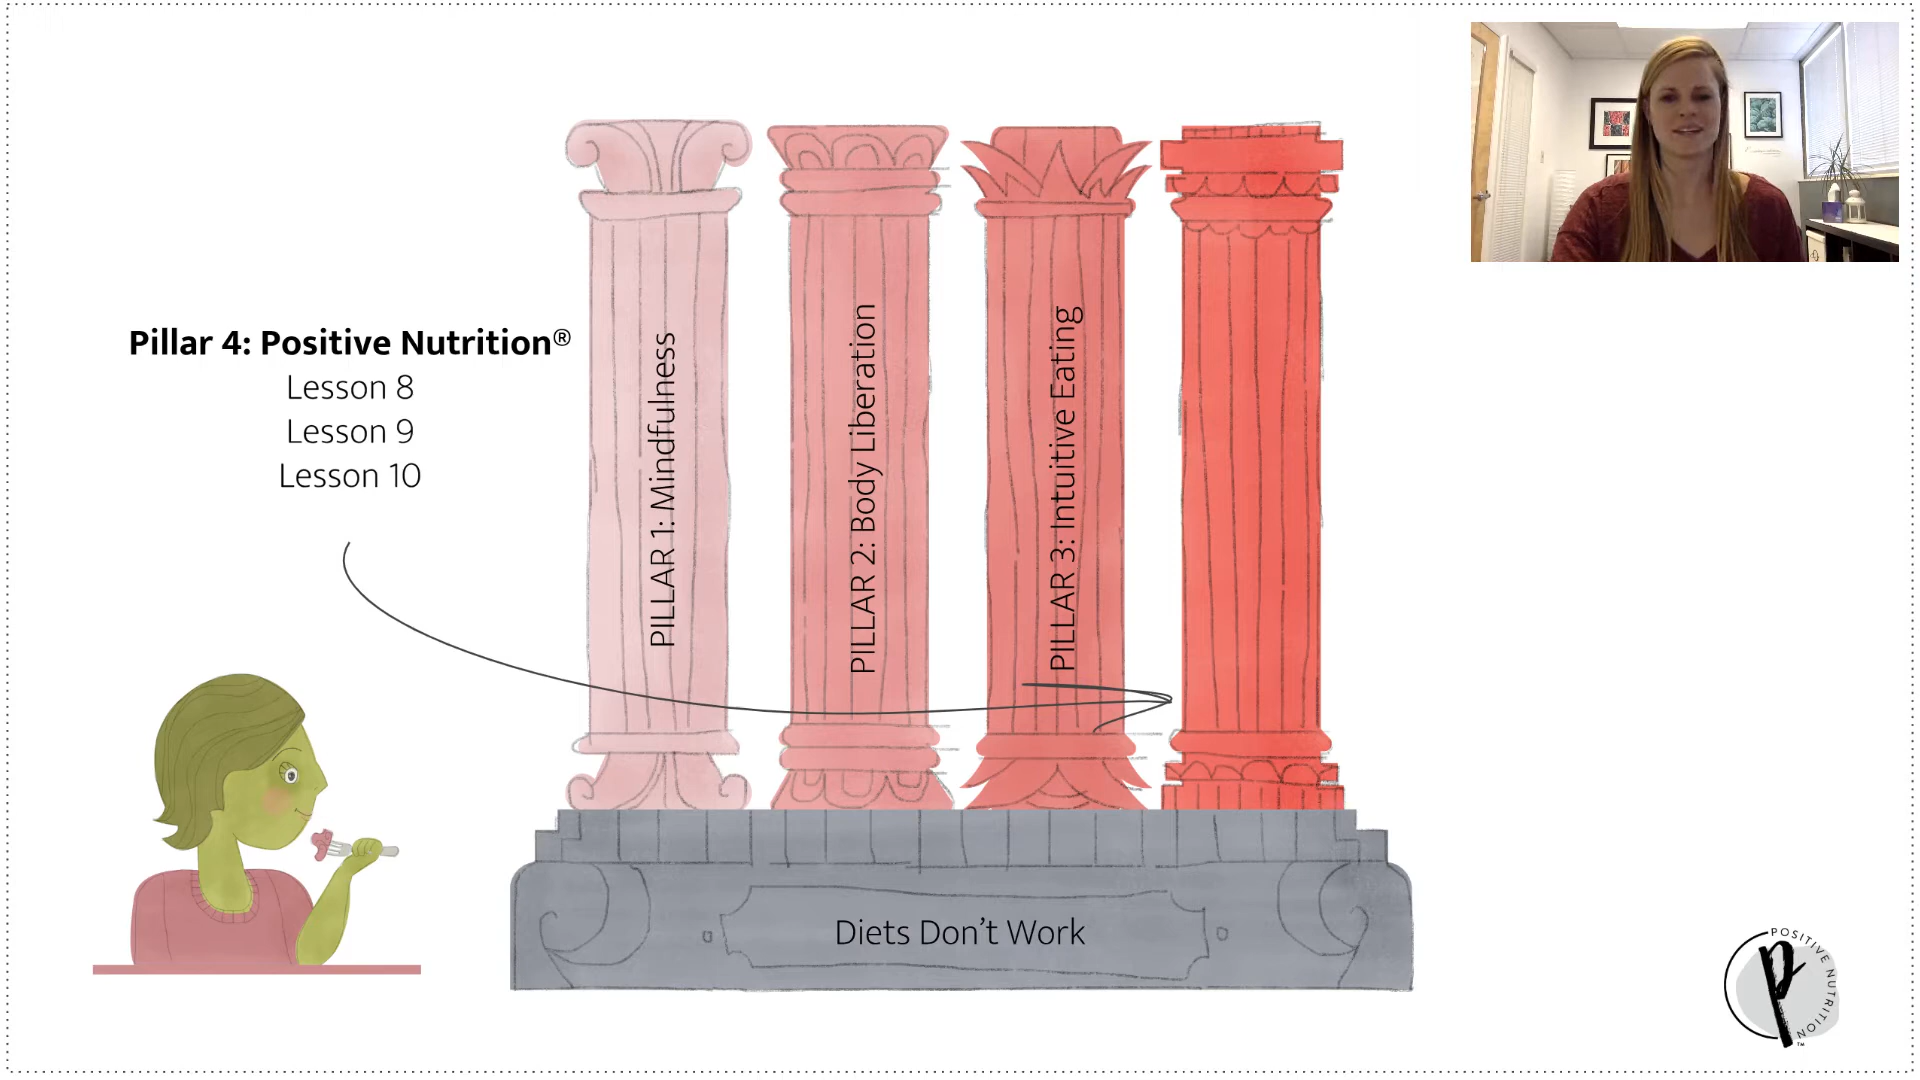 Pillar 4: Positive Nutrition®
Lesson 8
Lesson 9
Lesson 10
PILLAR 1: Mindfulness
PILLAR 2: Body Liberation
PILLAR 3: Intuitive Eating
Diets Don't Work
POSITIVE NUTRITION
TM